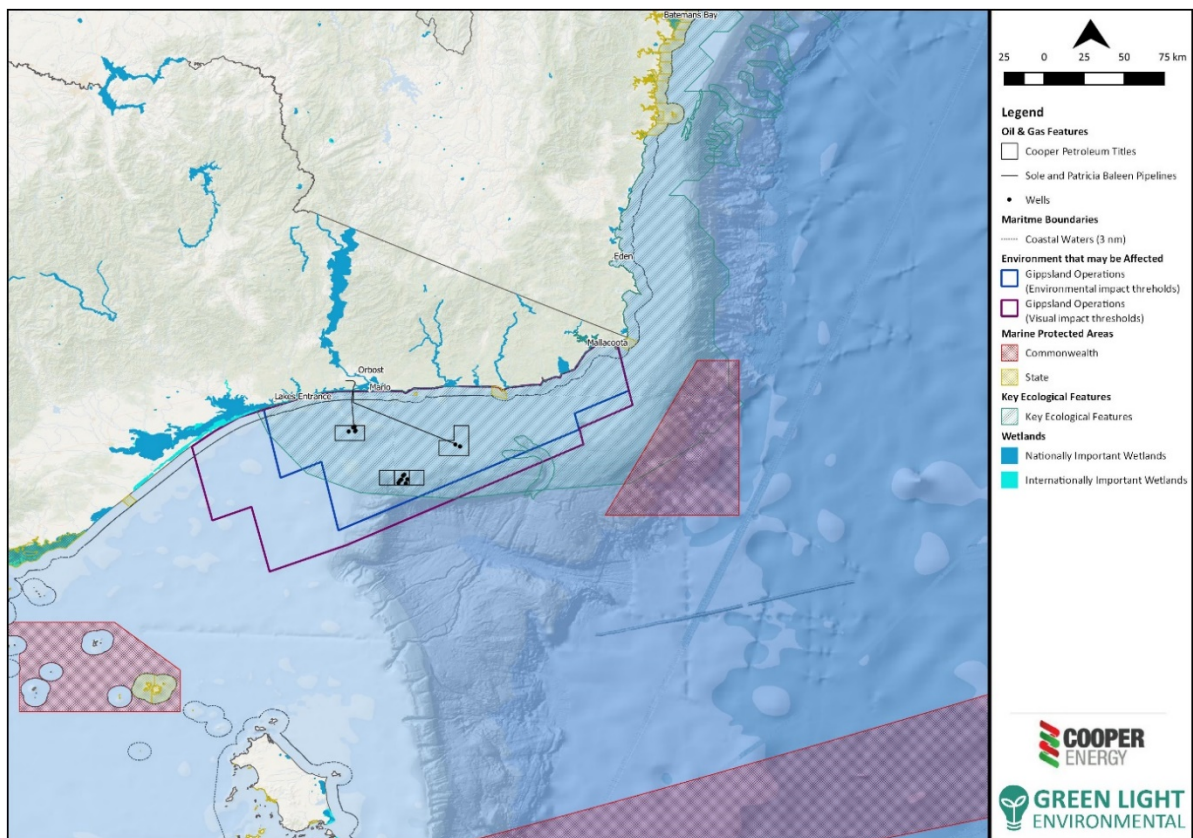 Batemans Bay
Eden
Mallacoota
Orbost
Marlo
Lakes Entrance
25 0 25 50 75 km
Legend
Oil & Gas Features
Cooper Petroleum Titles
Sole and Patricia Baleen Pipelines
Wells
Maritme Boundaries
Coastal Waters (3 nm)
Environment that may be Affected
Gippsland Operations
(Environmental impact threholds)
Gippsland Operations
(Visual impact thresholds)
Marine Protected Areas
Commonwealth
State
Key Ecological Features
Key Ecological Features
Wetlands
Nationally Important Wetlands
Internationally Important Wetlands
COOPER
ENERGY
GREEN LIGHT
ENVIRONMENTAL